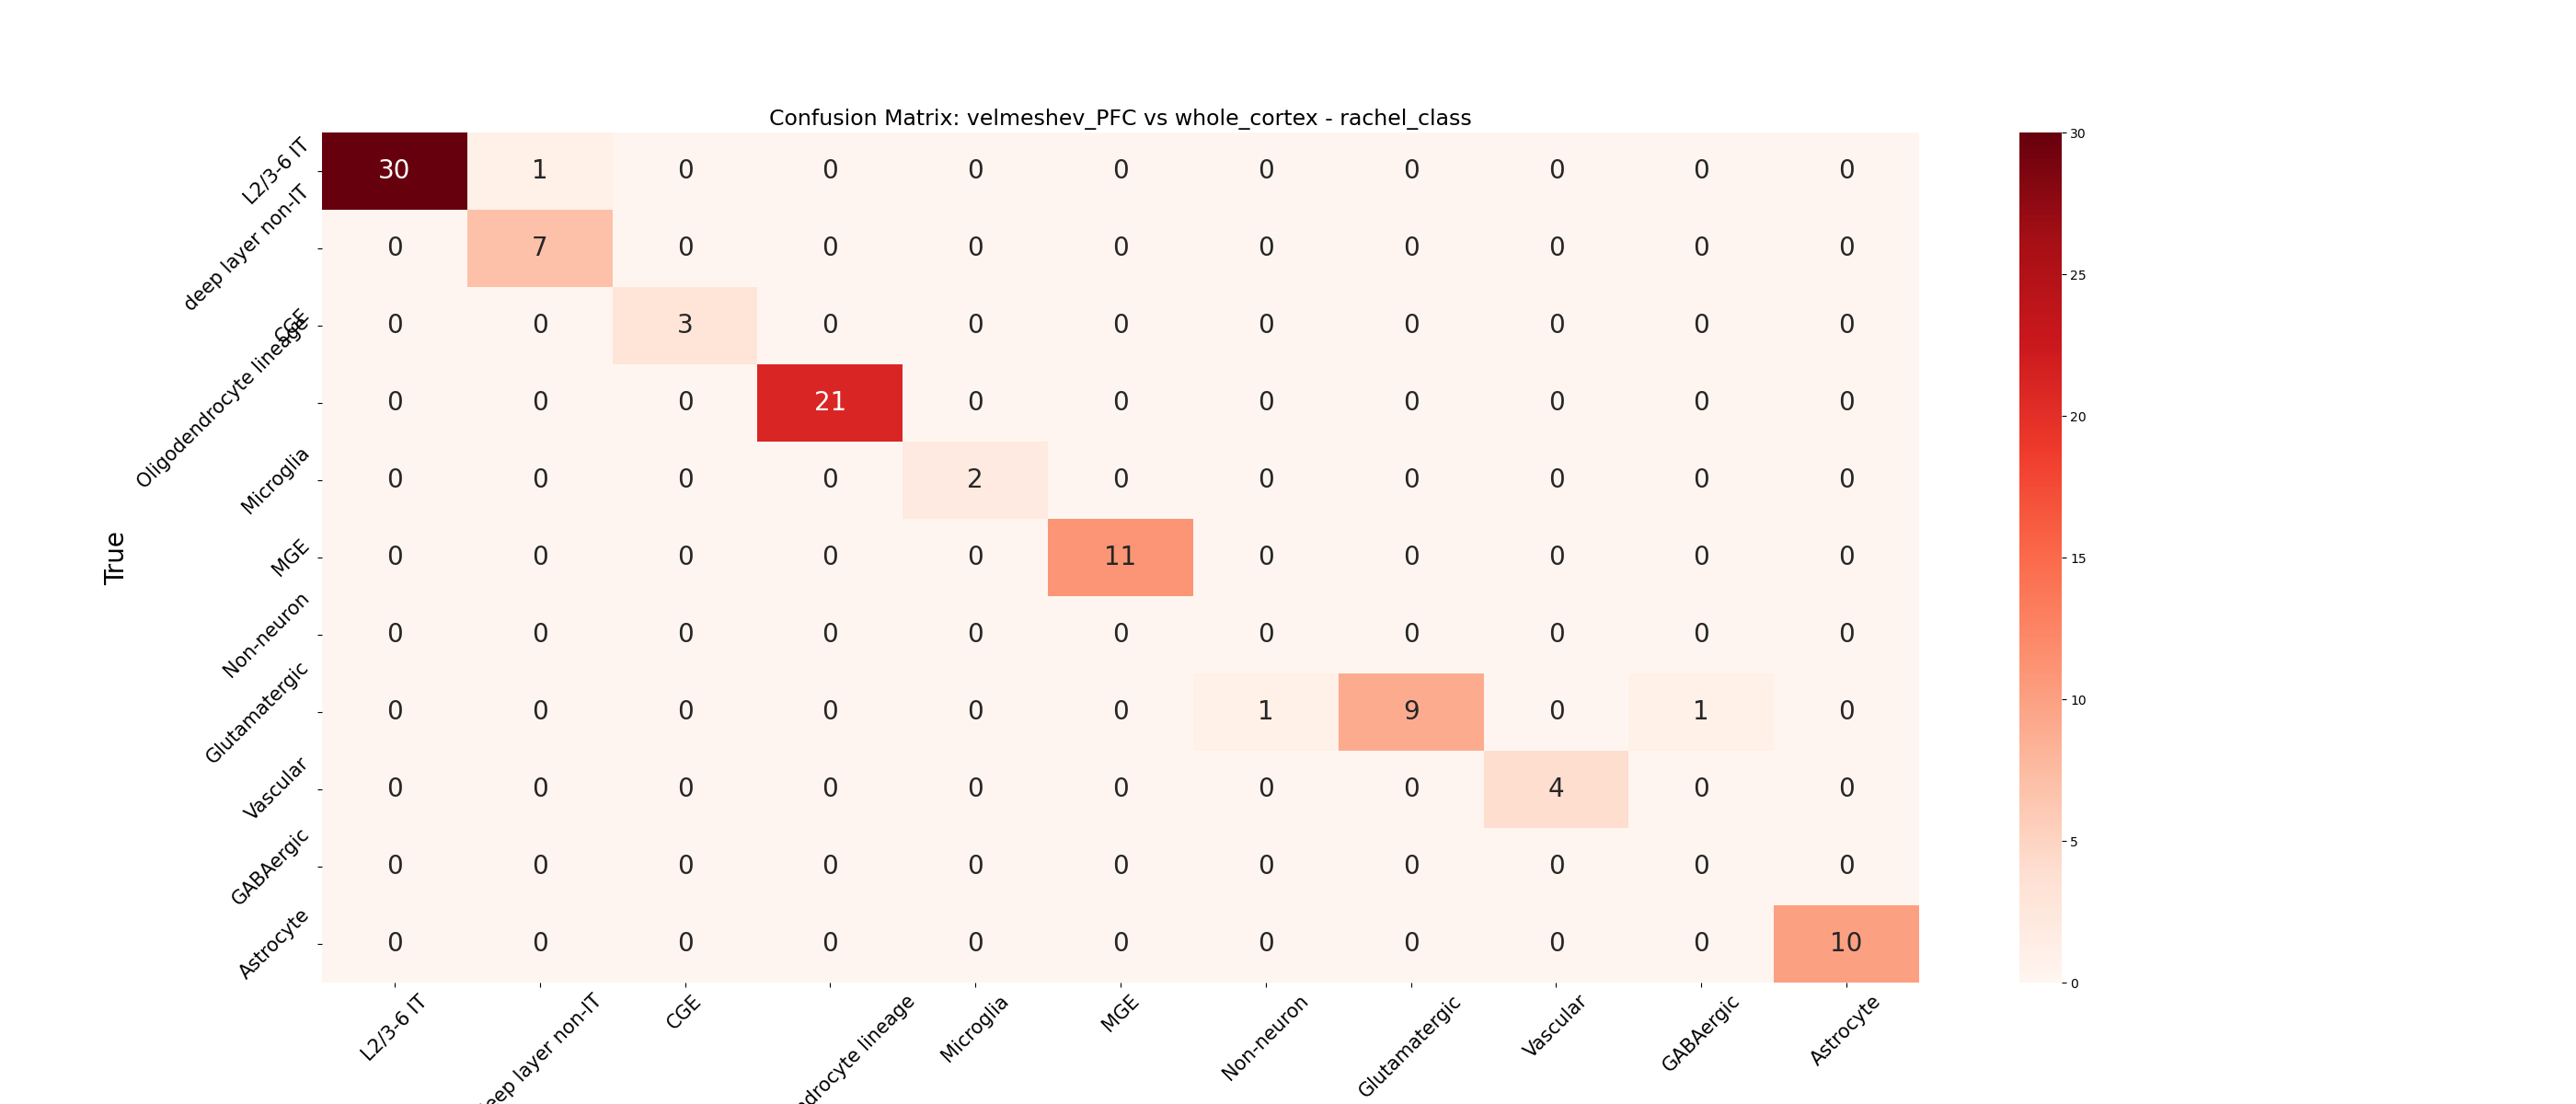 Confusion Matrix: velmeshev_PFC vs whole_cortex - rachel_class
True
L2/3-6 IT 30 1 0 0 0 0 0 0 0 0 0
deep layer non-IT 0 7 0 0 0 0 0 0 0 0 0
CGE 0 0 3 0 0 0 0 0 0 0 0
Oligodendrocyte lineage 0 0 0 21 0 0 0 0 0 0 0
Microglia 0 0 0 0 2 0 0 0 0 0 0
MGE 0 0 0 0 0 11 0 0 0 0 0
Non-neuron 0 0 0 0 0 0 0 0 0 0 0
Glutamatergic 0 0 0 0 0 0 1 9 0 1 0
Vascular 0 0 0 0 0 0 0 0 4 0 0
GABAergic 0 0 0 0 0 0 0 0 0 0 0
Astrocyte 0 0 0 0 0 0 0 0 0 0 10
L2/3-6 IT
eep layer non-IT
CGE
ndrocyte lineage
Microglia
MGE
Non-neuron
Glutamatergic
Vascular
GABAergic
Astrocyte
30
25
20
15
10
5
0